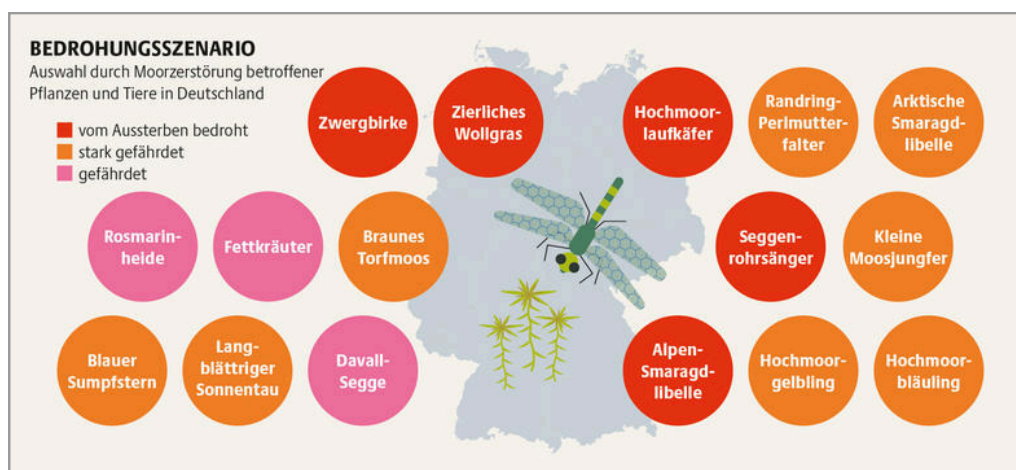 BEDROHUNGSSZENARIO
Auswahl durch Moorzerstörung betroffener
Pflanzen und Tiere in Deutschland
vom Aussterben bedroht
stark gefährdet
gefährdet
Zwergbirke
Zierliches
Wollgras
Hochmoor-
laufkäfer
Randring-
Perlmutter-
falter
Arktische
Smaragd-
libelle
Rosmarin-
heide
Fettkräuter
Braunes
Torfmoos
Seggen-
rohrsänger
Kleine
Moosjungfer
Blauer
Sumpfstern
Lang-
blättriger
Sonnentau
Davall-
Segge
Alpen-
Smaragd-
libelle
Hochmoor-
gelbling
Hochmoor-
bläuling